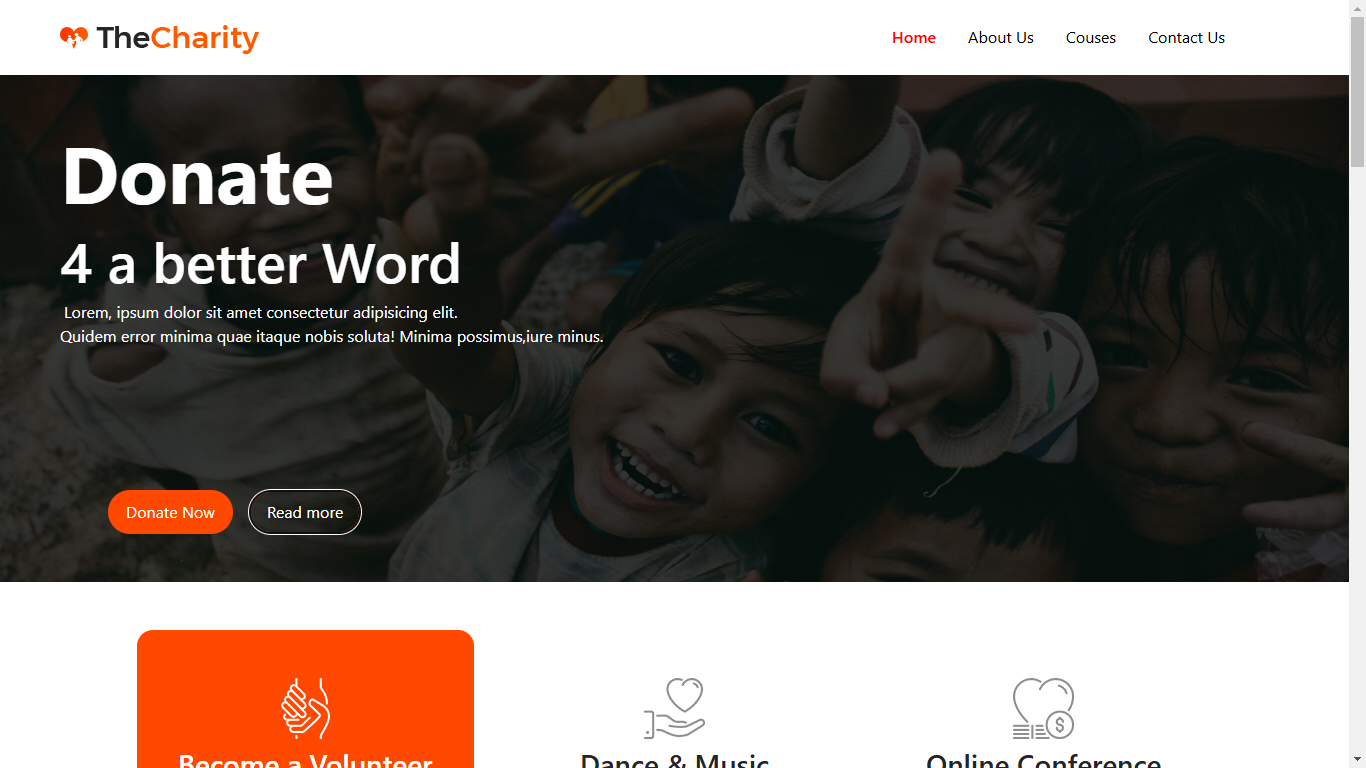 TheCharity
Home About Us Couses Contact Us
Donate
4 a better Word
Lorem, ipsum dolor sit amet consectetur adipisicing elit.
Quidem error minima quae itaque nobis soluta! Minima possimus,iure minus.
Donate Now Read more
Become a Volunteer Dance & Music Online Conference